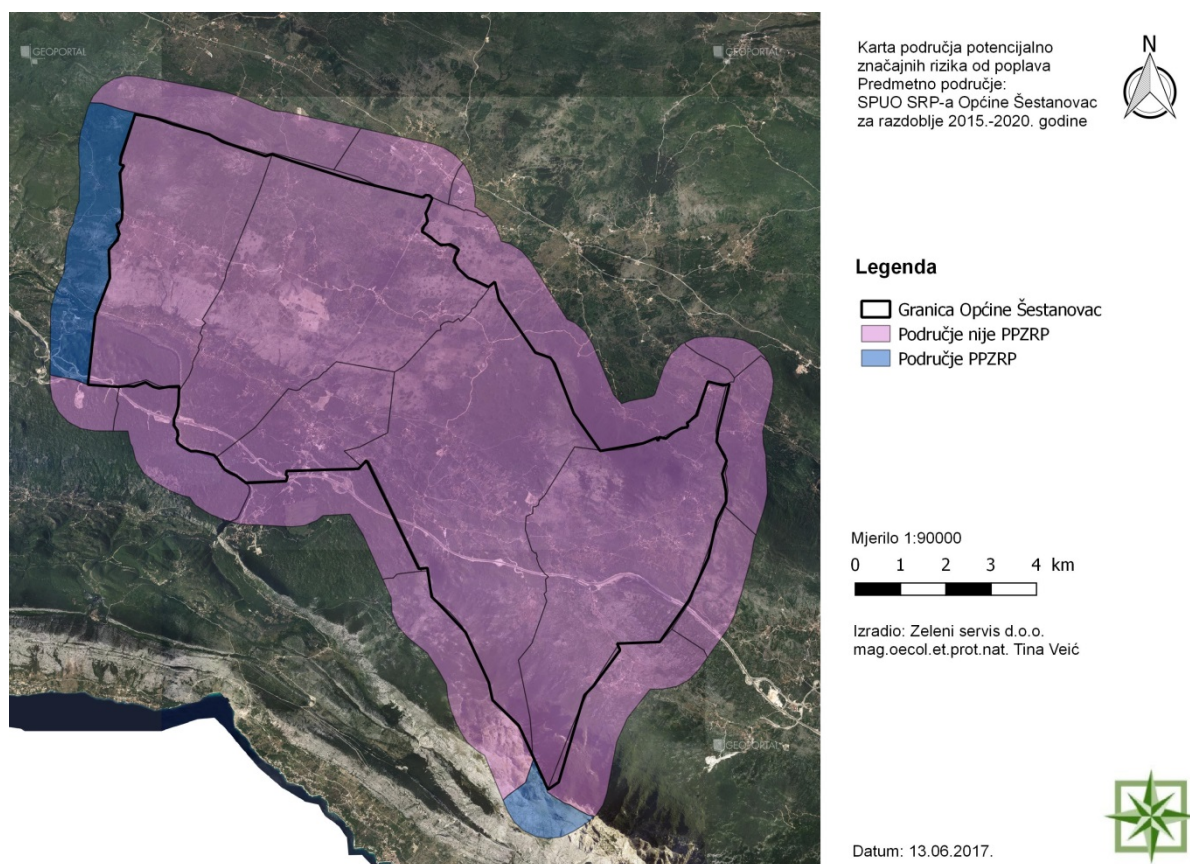 GEOPORTAL
GEOPORTAL
Karta područja potencijalno
značajnih rizika od poplava
Predmetno područje:
SPUO SRP-a Općine Šestanovac
za razdoblje 2015.-2020. godine
N
Legenda
Granica Općine Šestanovac
Područje nije PPZRP
Područje PPZRP
Mjerilo 1:90000
0 1 2 3 4 km
Izradio: Zeleni servis d.o.o.
mag.oecol.et.prot.nat. Tina Veić
GEOPORTAL
Datum: 13.06.2017.